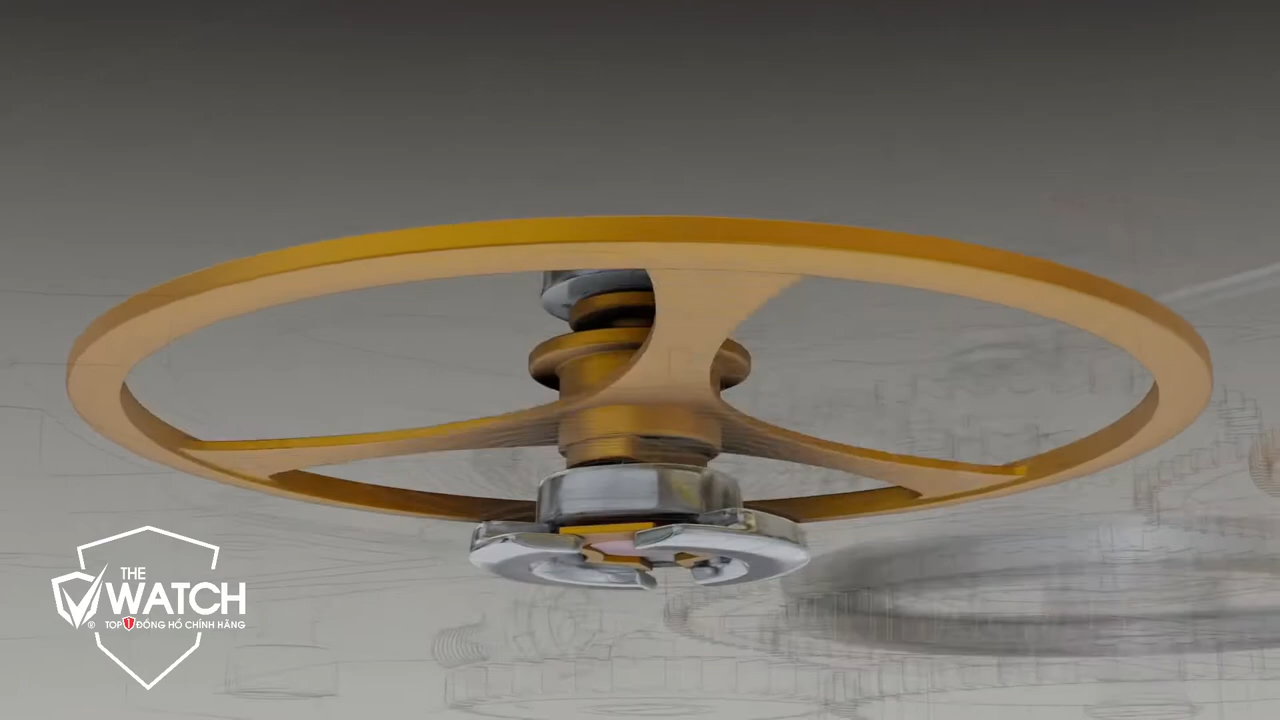 THE
WATCH
® TOP 1 ĐỒNG HỒ CHÍNH HÃNG